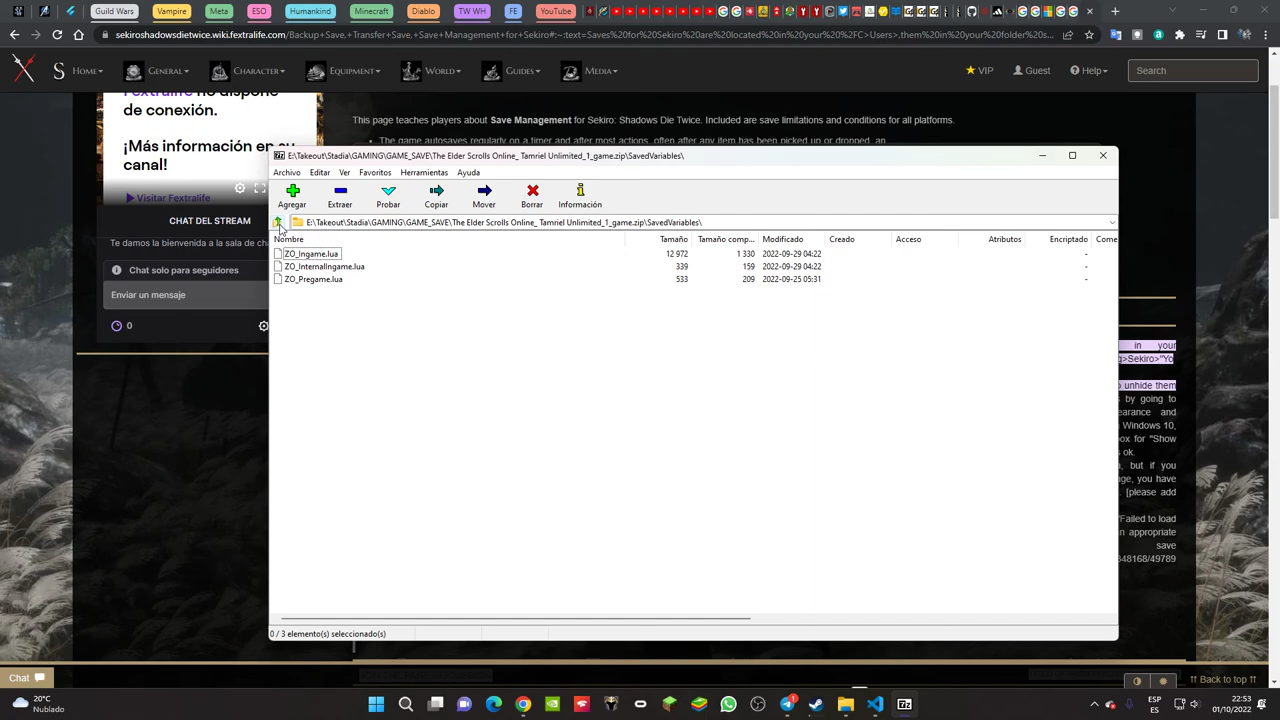 Guild Wars Vampire Meta ESO Humankind Minecraft Diablo TW WH FE YouTube
sekirowiki.fextralife.com/Backup+Save,+Transfer+Save,+Save+Management+for+Sekiro#:~:text=Saves%20for%20Sekiro%20are%20located%20in%20your%20(%2FC)>Users>,them%20in%20your%20folder%20s...
HOME GENERAL CHARACTER EQUIPMENT WORLD GUIDES MEDIA VIP Guest Help Search
Fextralife no dispone
de conexión.
¡Más información en su
canal!
Visitar Fextralife
CHAT DEL STREAM
Te damos la bienvenida a la sala de cha
Chat solo para seguidores
Enviar un mensaje
0
This page teaches players about Save Management for Sekiro: Shadows Die Twice. Included are save limitations and conditions for all platforms.
The game autosaves regularly on a timer and after most actions, often after any item has been picked up or dropped, an
E:\Takeout\Stadia\GAMING\GAME_SAVE\The Elder Scrolls Online_ Tamriel Unlimited_1_game.zip\SavedVariables\
Archivo Editar Ver Favoritos Herramientas Ayuda
Agregar Extraer Probar Copiar Mover Borrar Información
E:\Takeout\Stadia\GAMING\GAME_SAVE\The Elder Scrolls Online_ Tamriel Unlimited_1_game.zip\SavedVariables\
Nombre Tamaño Tamaño comp... Modificado Creado Acceso Atributos Encriptado Come
ZO_Ingame.lua 12 972 1 330 2022-09-29 04:22 -
ZO_InternalIngame.lua 339 159 2022-09-29 04:22 -
ZO_Pregame.lua 533 209 2022-09-25 05:31 -
0 / 3 elemento(s) seleccionado(s)
in your
g>Sekiro>"Yo
o unhide them
s by going to
earance and
Windows 10,
box for "Show
s ok.
a, but if you
ge, you have
. [please add
"Failed to load
n appropriate
save
348168/49789
Chat
Back to top
20°C
Nublado
1
ESP
ES
22:53
01/10/2022